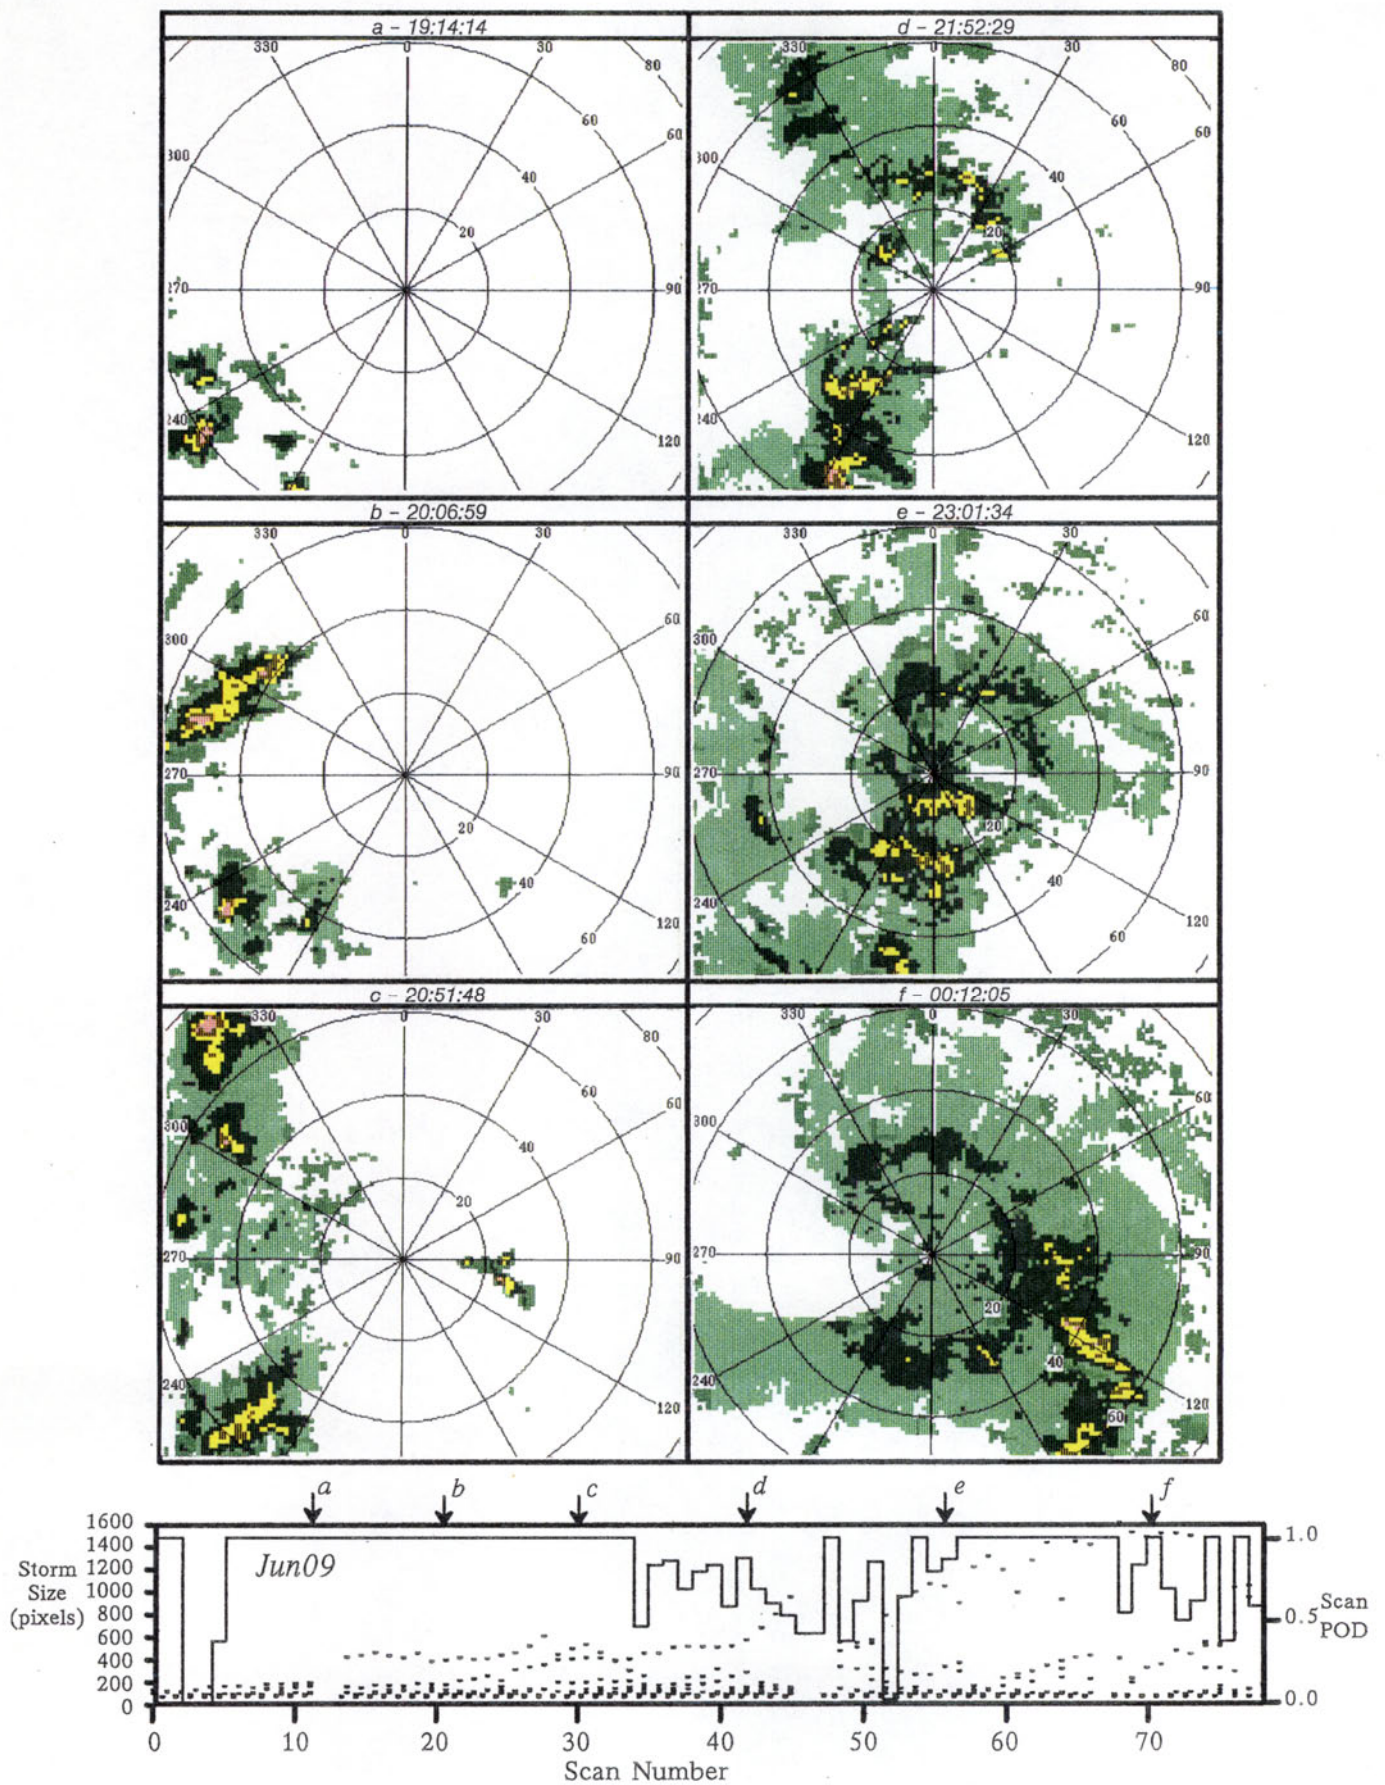 a – 19:14:14
330 0 30 80
60 60
300
40
20
270 90
240 120
b – 20:06:59
330 0 30
60
300
270 90
20
40
240 120
60
c – 20:51:48
330 0 30 80
60 60
300
40
20
270 90
240 120
d – 21:52:29
330 0 30 80
60 60
300
40
20
270 90
240 120
e – 23:01:34
330 0 30
60
300
270 90
20
40
240 120
60
f – 00:12:05
330 0 30
60
300
270 90
20
40
240 120
60
a b c d e f
1600
1400
1200
1000
800
600
400
200
0
Storm
Size
(pixels)
Jun09
1.0
0.5
0.0
Scan
POD
0 10 20 30 40 50 60 70
Scan Number